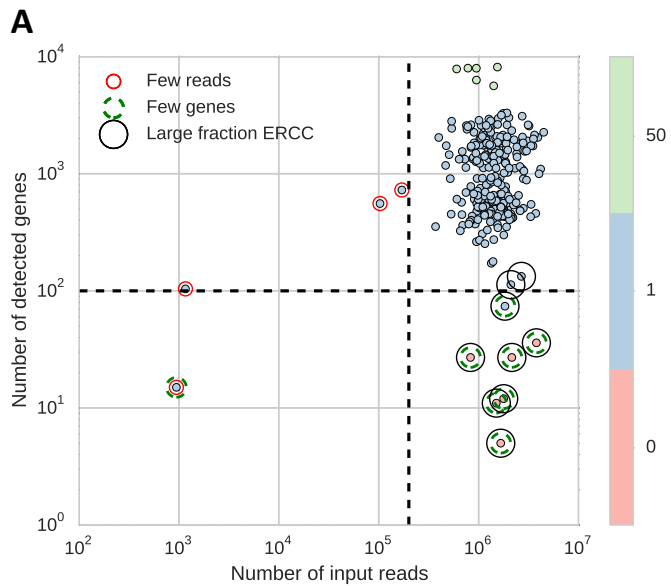 A
Few reads
Few genes
Large fraction ERCC
Number of detected genes
10^4
10^3
10^2
10^1
10^0
10^2 10^3 10^4 10^5 10^6 10^7
Number of input reads
50
1
0